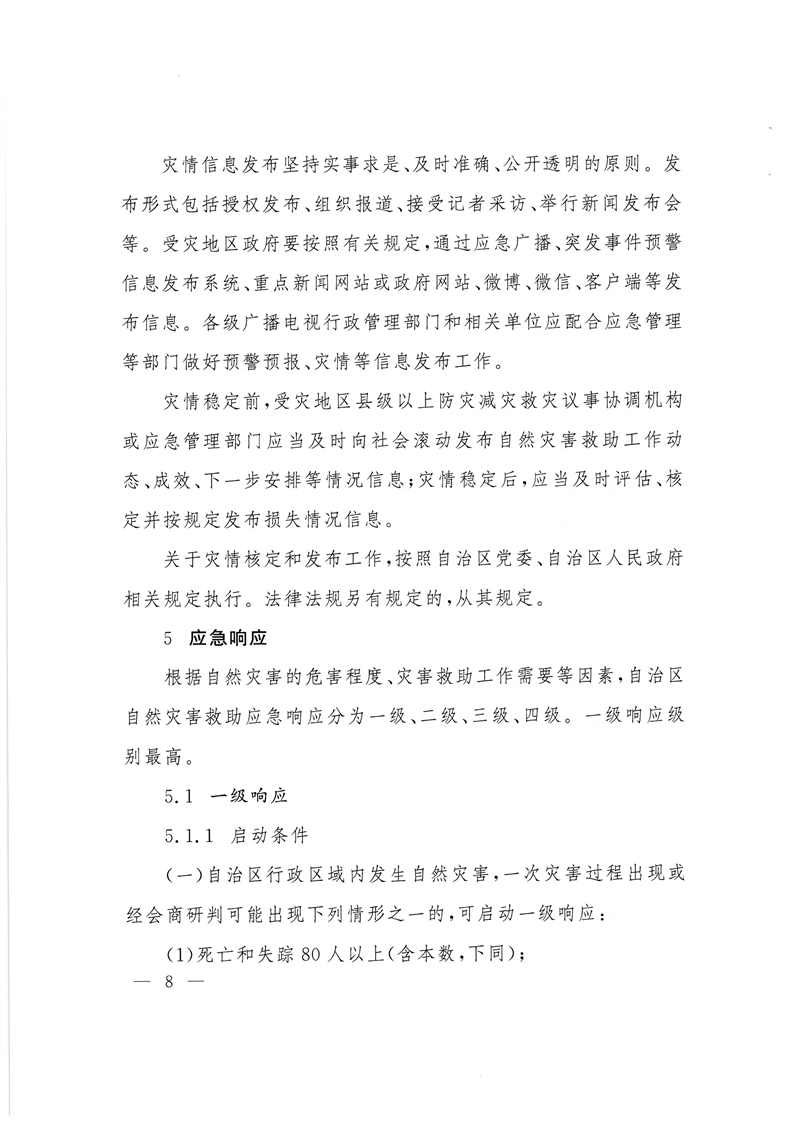 灾情信息发布坚持实事求是、及时准确、公开透明的原则。发
布形式包括授权发布、组织报道、接受记者采访、举行新闻发布会
等。受灾地区政府要按照有关规定,通过应急广播、突发事件预警
信息发布系统、重点新闻网站或政府网站、微博、微信、客户端等发
布信息。各级广播电视行政管理部门和相关单位应配合应急管理
等部门做好预警预报、灾情等信息发布工作。
灾情稳定前,受灾地区县级以上防灾减灾救灾议事协调机构
或应急管理部门应当及时向社会滚动发布自然灾害救助工作动
态、成效、下一步安排等情况信息;灾情稳定后,应当及时评估、核
定并按规定发布损失情况信息。
关于灾情核定和发布工作,按照自治区党委、自治区人民政府
相关规定执行。法律法规另有规定的,从其规定。
5 应急响应
根据自然灾害的危害程度、灾害救助工作需要等因素,自治区
自然灾害救助应急响应分为一级、二级、三级、四级。一级响应级
别最高。
5.1 一级响应
5.1.1 启动条件
(一)自治区行政区域内发生自然灾害,一次灾害过程出现或
经会商研判可能出现下列情形之一的,可启动一级响应:
(1)死亡和失踪80人以上(含本数,下同);
— 8 —